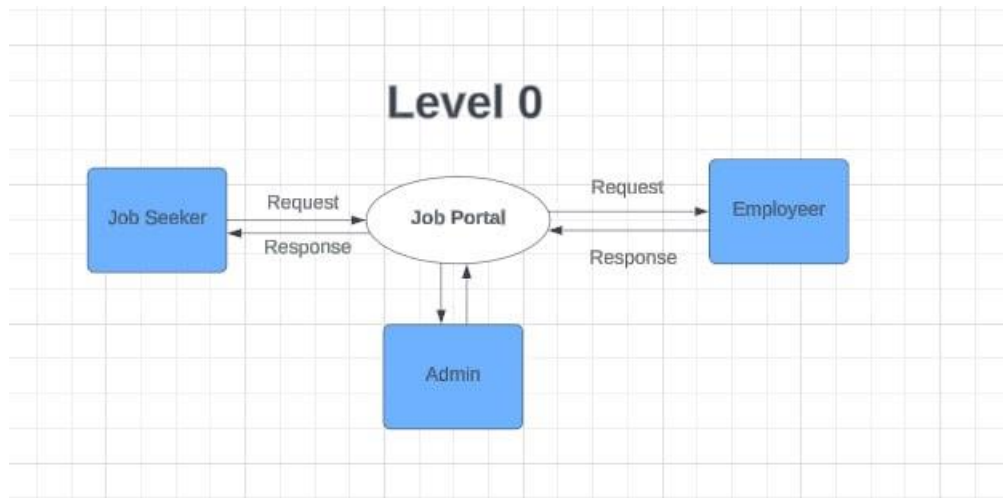 Level 0
Job Seeker
Request
Response
Job Portal
Request
Response
Employeer
Admin